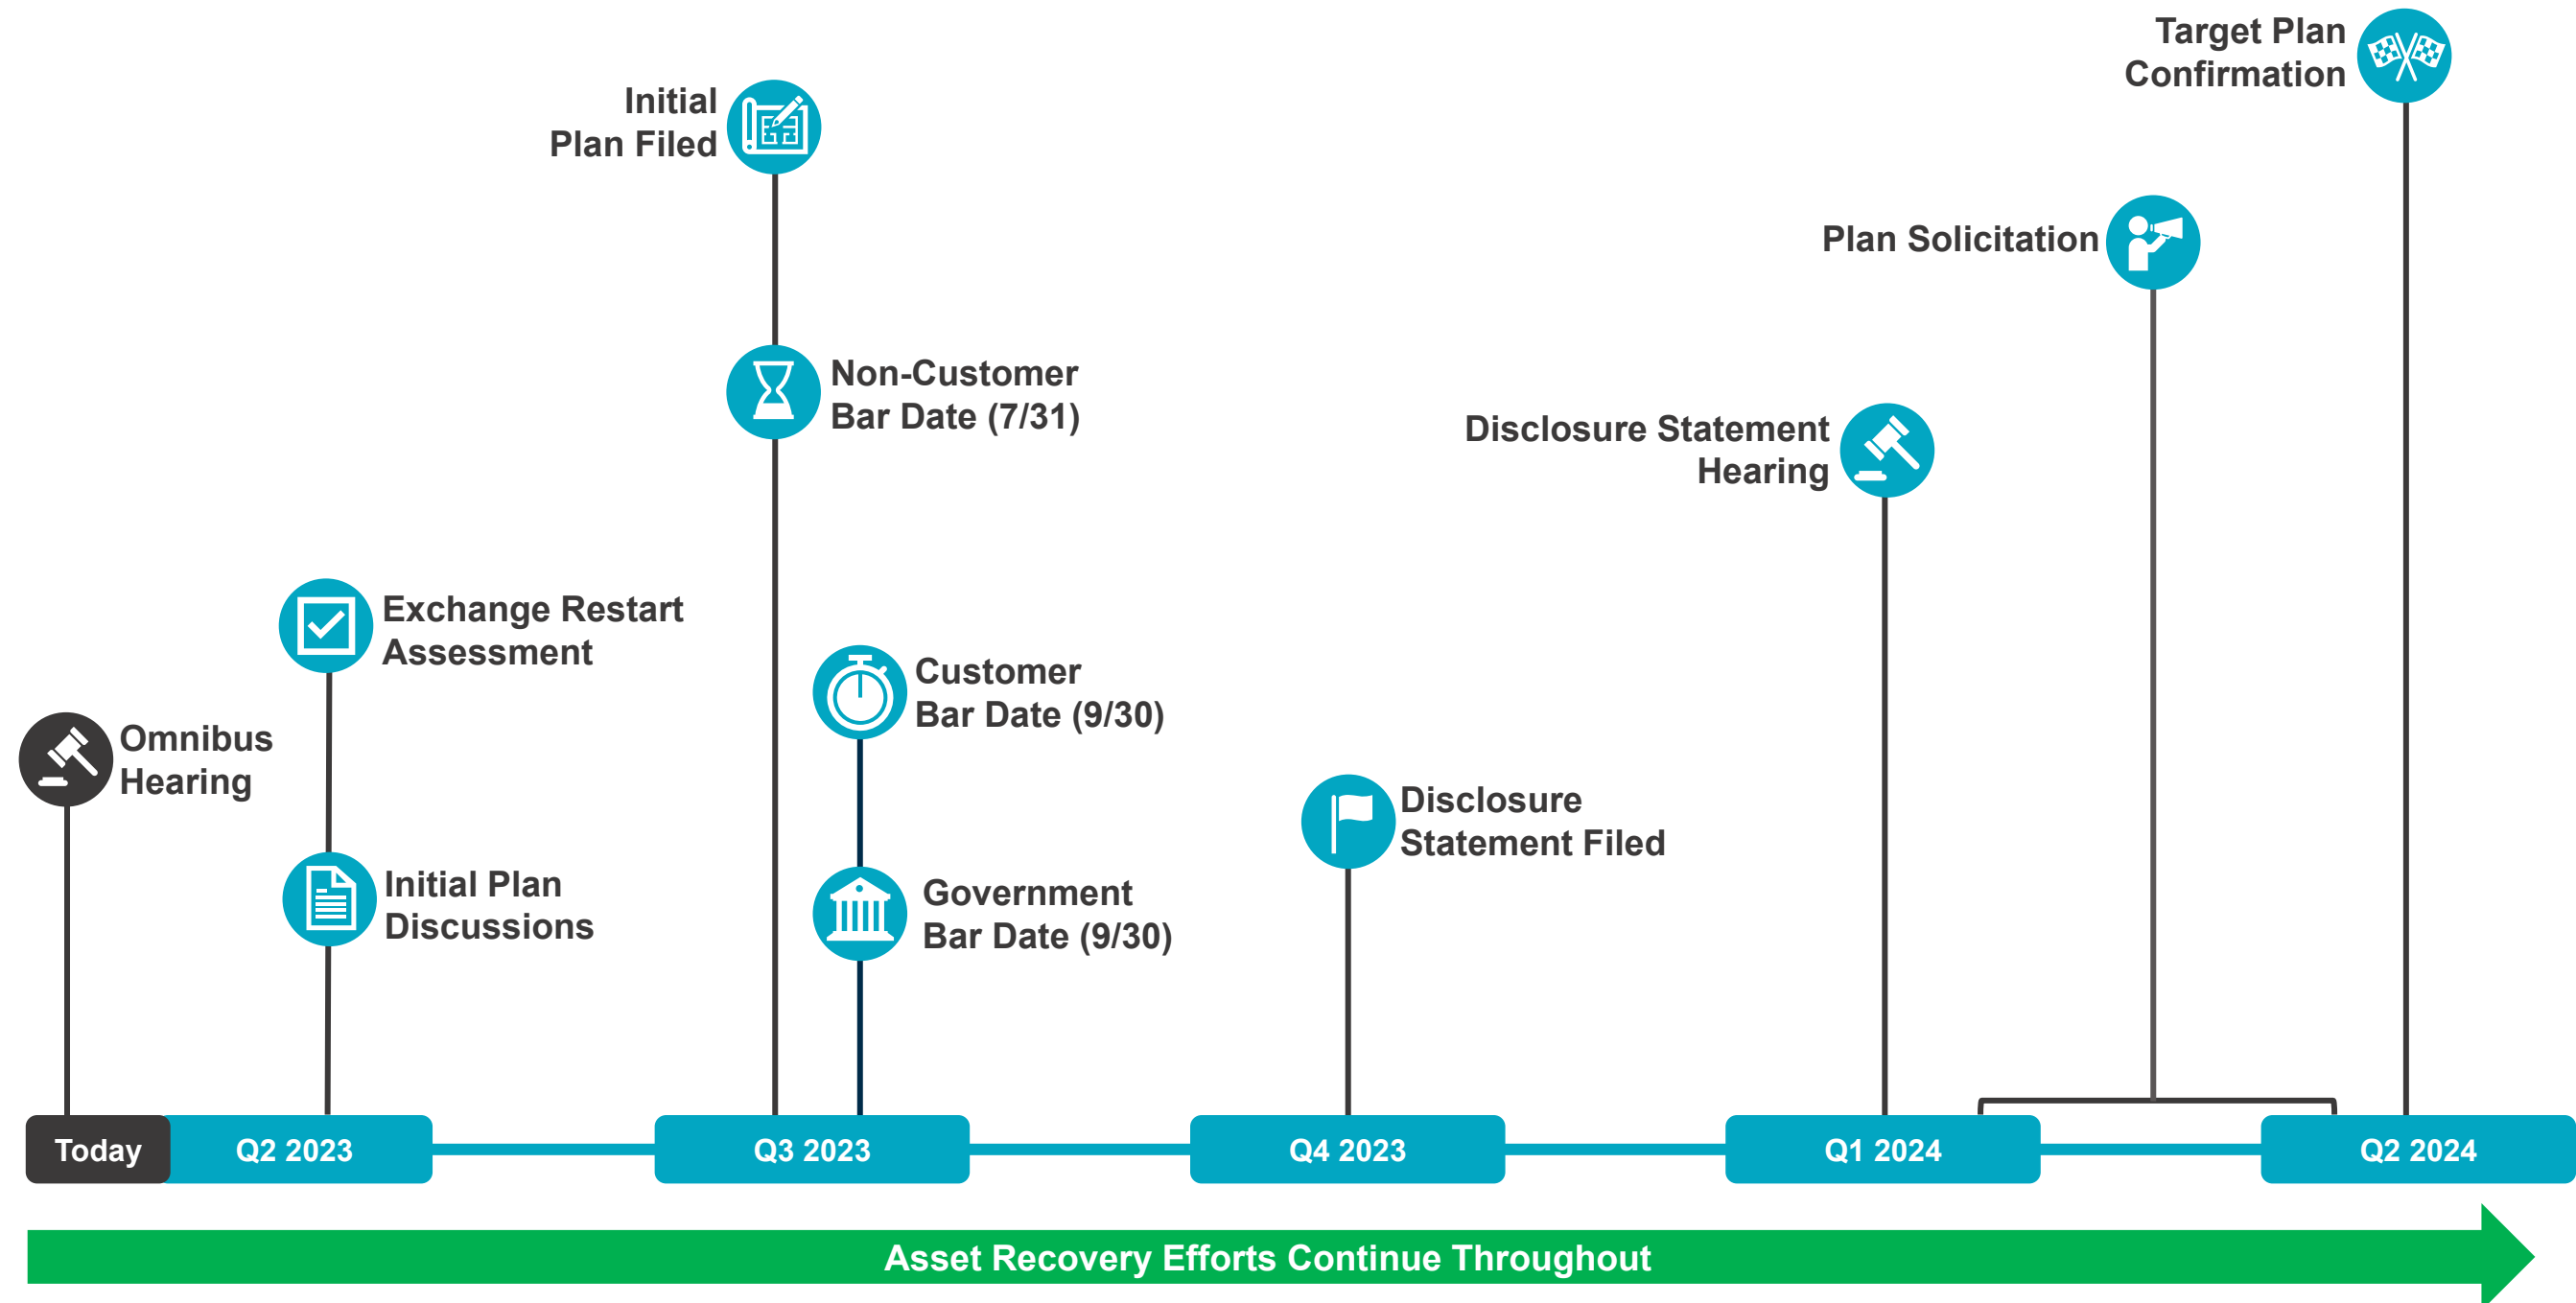 Target Plan
Confirmation
Initial
Plan Filed
Plan Solicitation
Non-Customer
Bar Date (7/31)
Disclosure Statement
Hearing
Exchange Restart
Assessment
Customer
Bar Date (9/30)
Omnibus
Hearing
Disclosure
Statement Filed
Initial Plan
Discussions
Government
Bar Date (9/30)
Today
Q2 2023
Q3 2023
Q4 2023
Q1 2024
Q2 2024
Asset Recovery Efforts Continue Throughout